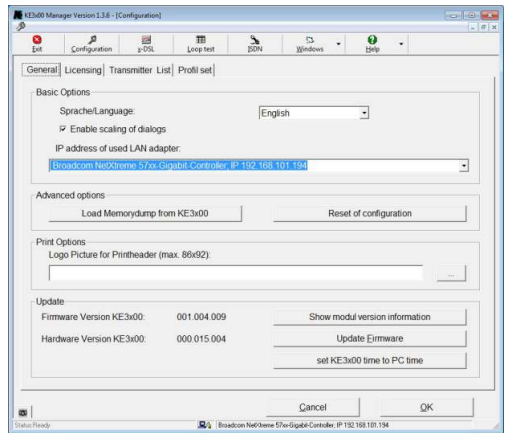 KE3x00 Manager Version 1.3.6 - [Configuration]
Exit Configuration x-DSL Loop test ISDN Windows Help
General Licensing Transmitter List Profil set
Basic Options
Sprache/Language: English
Enable scaling of dialogs
IP address of used LAN adapter:
Broadcom NetXtreme 57xx-Gigabit-Controller; IP 192.168.101.194
Advanced options
Load Memorydump from KE3x00 Reset of configuration
Print Options
Logo Picture for Printheader (max. 86x92):
...
Update
Firmware Version KE3x00: 001.004.009 Show modul version information
Hardware Version KE3x00: 000.015.004 Update Firmware
set KE3x00 time to PC time
Cancel OK
Status: Ready Broadcom NetXtreme 57xx-Gigabit-Controller; IP 192.168.101.194